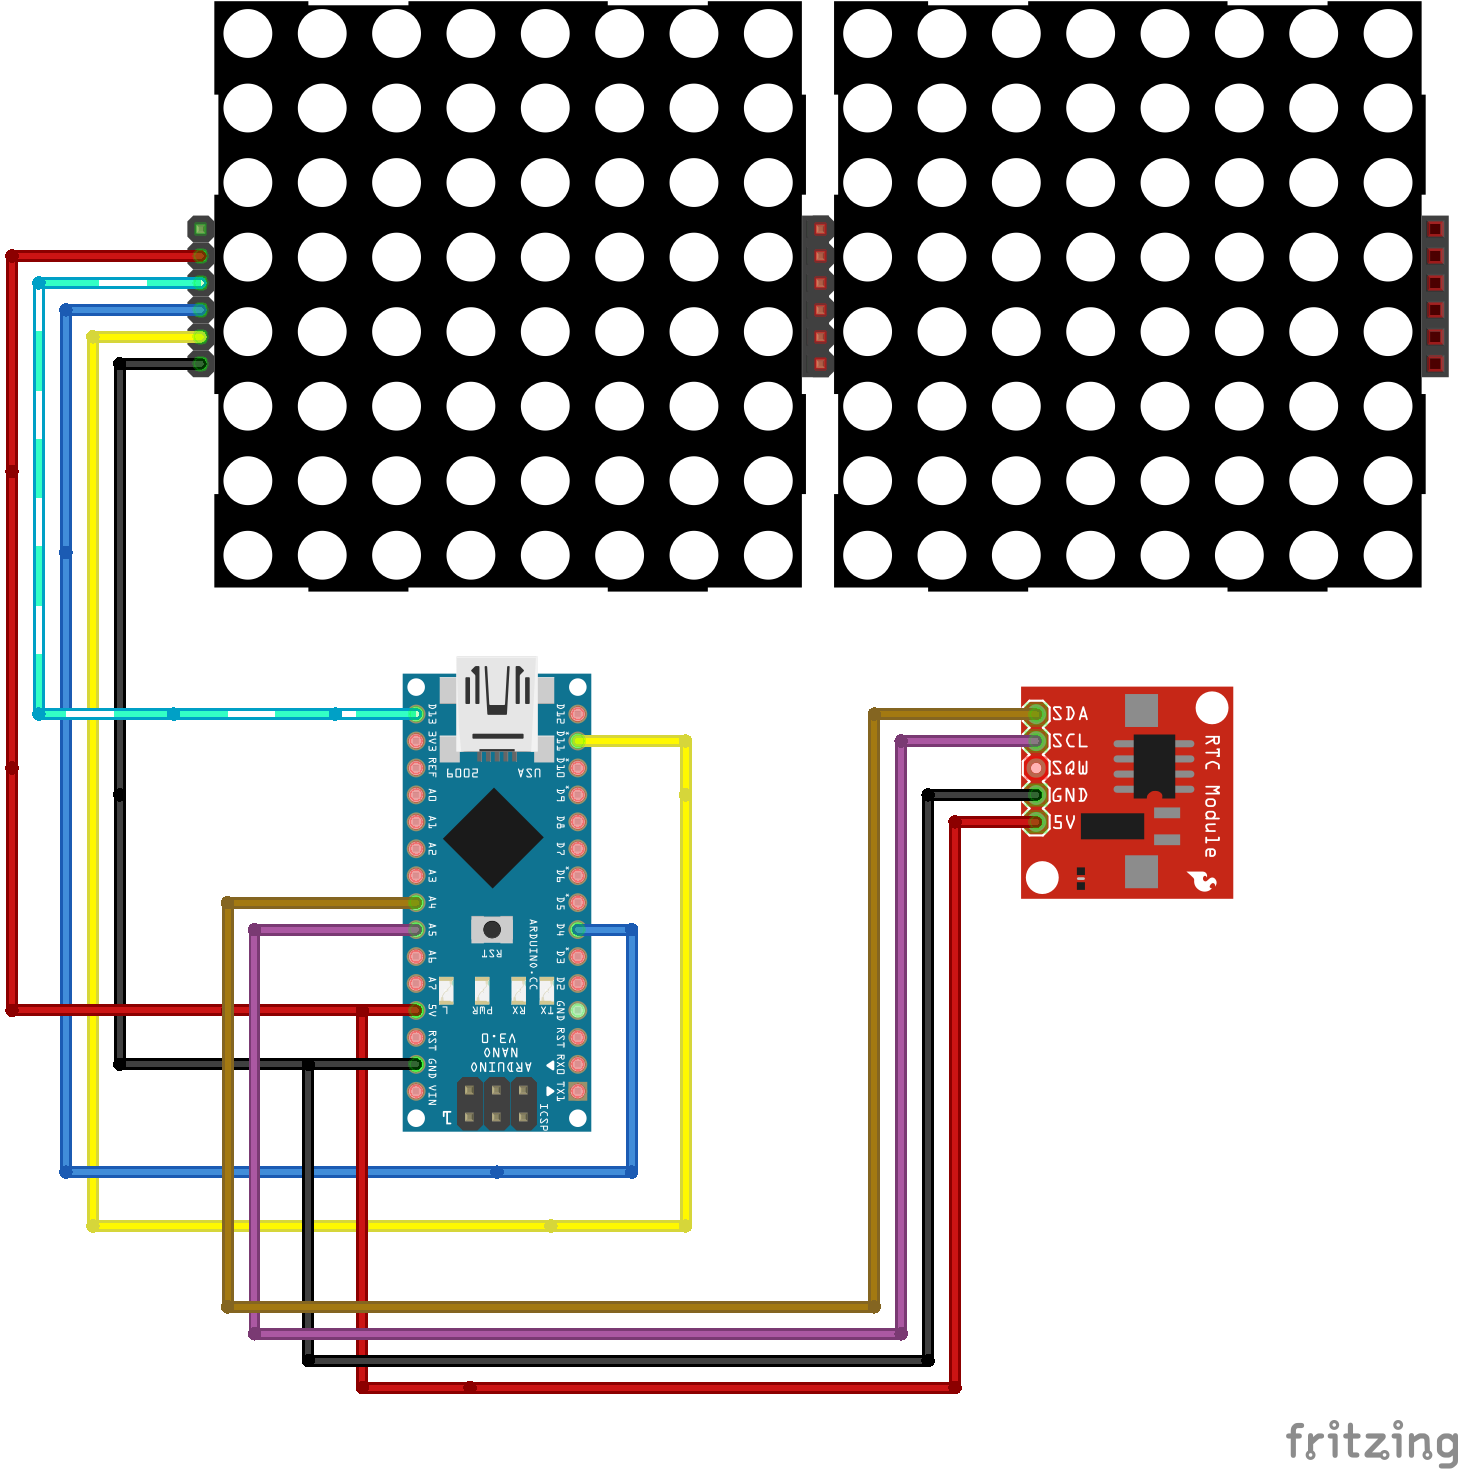 D13
3V3
REF
A0
A1
A2
A3
A4
A5
A6
A7
5V
RST
GND
VIN
D12
D11
D10
D9
D8
D7
D6
D5
D4
D3
D2
GND
RST
RX0
TX1
USA
2009
RST
ARDUINO.CC
TX
RX
PWR
L
ARDUINO
NANO
V3.0
ICSP
1
SDA
SCL
SQW
GND
5V
RTC Module
fritzing